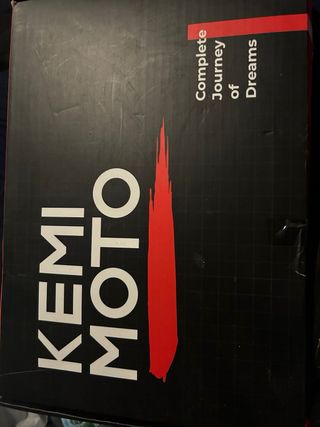 KEMI
MOTO
Complete
Journey
of
Dreams